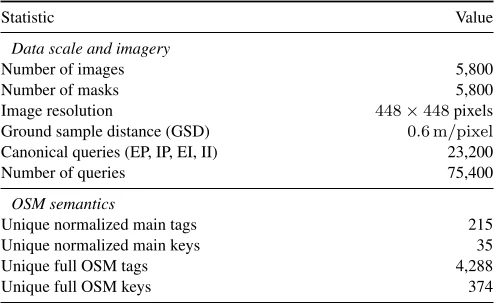 Statistic Value
Data scale and imagery
Number of images 5,800
Number of masks 5,800
Image resolution 448 × 448 pixels
Ground sample distance (GSD) 0.6 m/pixel
Canonical queries (EP, IP, EI, II) 23,200
Number of queries 75,400
OSM semantics
Unique normalized main tags 215
Unique normalized main keys 35
Unique full OSM tags 4,288
Unique full OSM keys 374